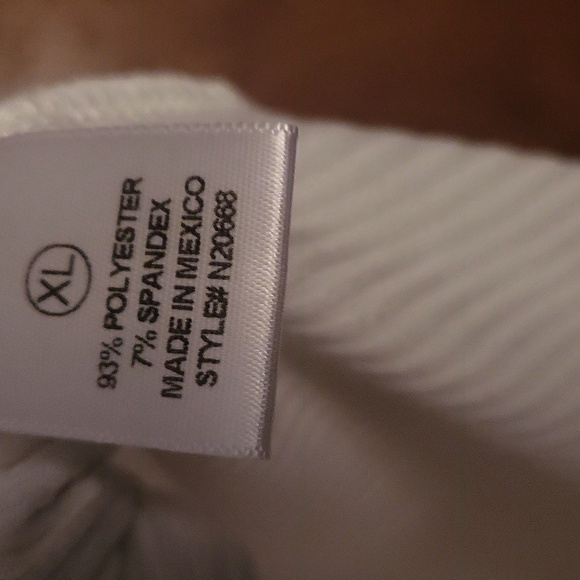 XL
93% POLYESTER
7% SPANDEX
MADE IN MEXICO
STYLE# N20668